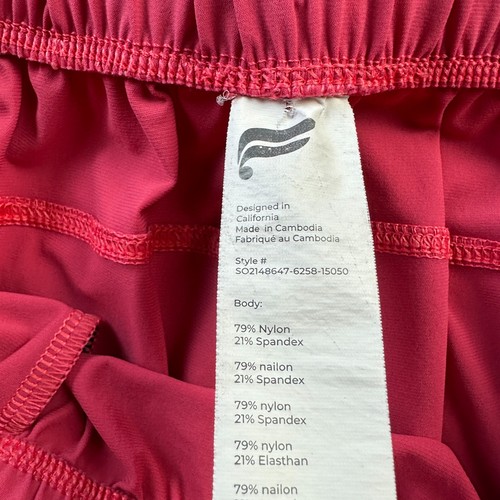 Designed in
California
Made in Cambodia
Fabriqué au Cambodia
Style #
SO2148647-6258-15050
Body:
79% Nylon
21% Spandex
79% nailon
21% Spandex
79% nylon
21% Spandex
79% nylon
21% Elasthan
79% nailon